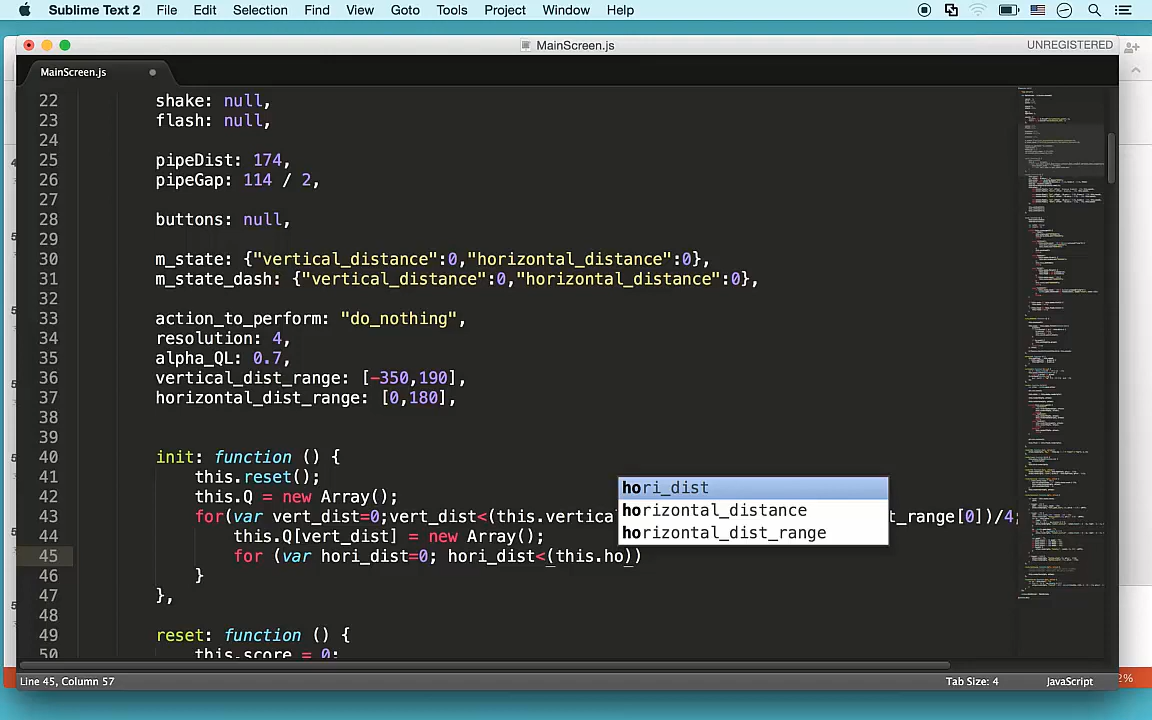 Sublime Text 2 File Edit Selection Find View Goto Tools Project Window Help
MainScreen.js UNREGISTERED
MainScreen.js
22 shake: null,
23 flash: null,
24
25 pipeDist: 174,
26 pipeGap: 114 / 2,
27
28 buttons: null,
29
30 m_state: {"vertical_distance":0,"horizontal_distance":0},
31 m_state_dash: {"vertical_distance":0,"horizontal_distance":0},
32
33 action_to_perform: "do_nothing",
34 resolution: 4,
35 alpha_QL: 0.7,
36 vertical_dist_range: [-350,190],
37 horizontal_dist_range: [0,180],
38
39
40 init: function () {
41 this.reset();
42 this.Q = new Array();
43 for(var vert_dist=0;vert_dist<(this.vertica t_range[0])/4;
44 this.Q[vert_dist] = new Array();
45 for (var hori_dist=0; hori_dist<(this.ho))
46 }
47 },
48
49 reset: function () {
50 this.score = 0;
hori_dist
horizontal_distance
horizontal_dist_range
Line 45, Column 57 Tab Size: 4 JavaScript 2%